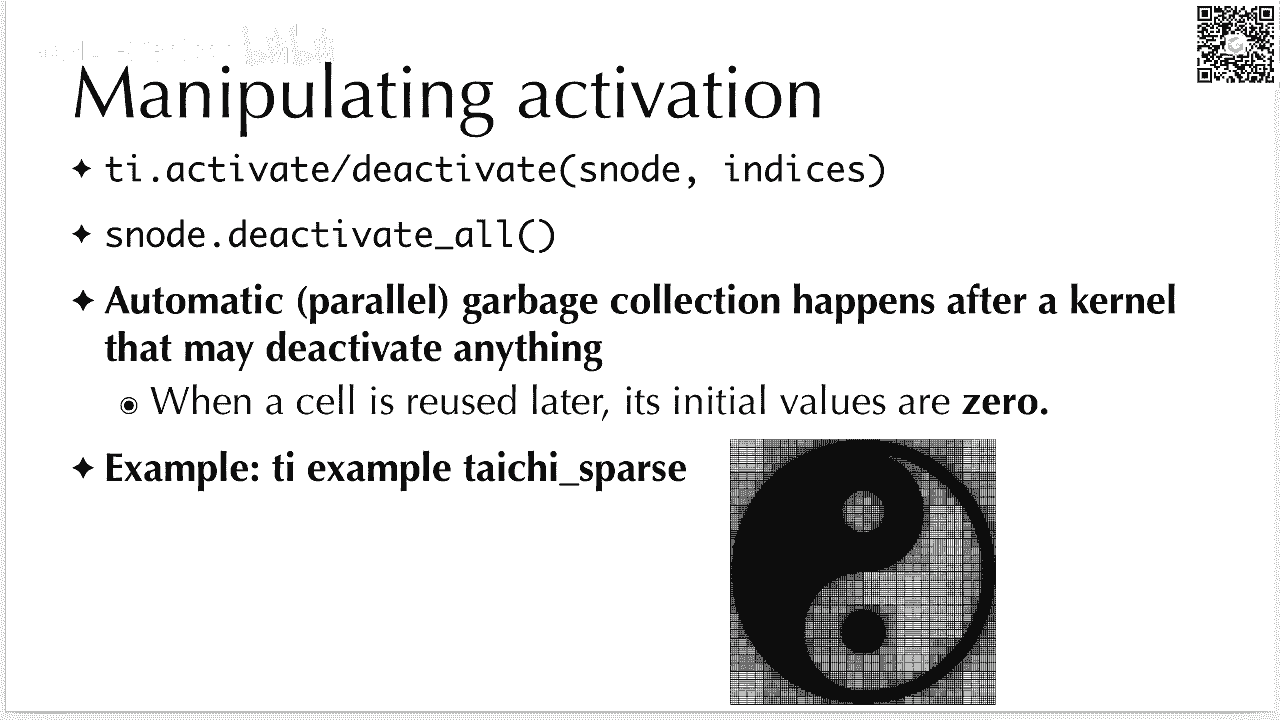 Manipulating activation
✦ ti.activate/deactivate(snode, indices)
✦ snode.deactivate_all()
✦ Automatic (parallel) garbage collection happens after a kernel
that may deactivate anything
◉ When a cell is reused later, its initial values are zero.
✦ Example: ti example taichi_sparse